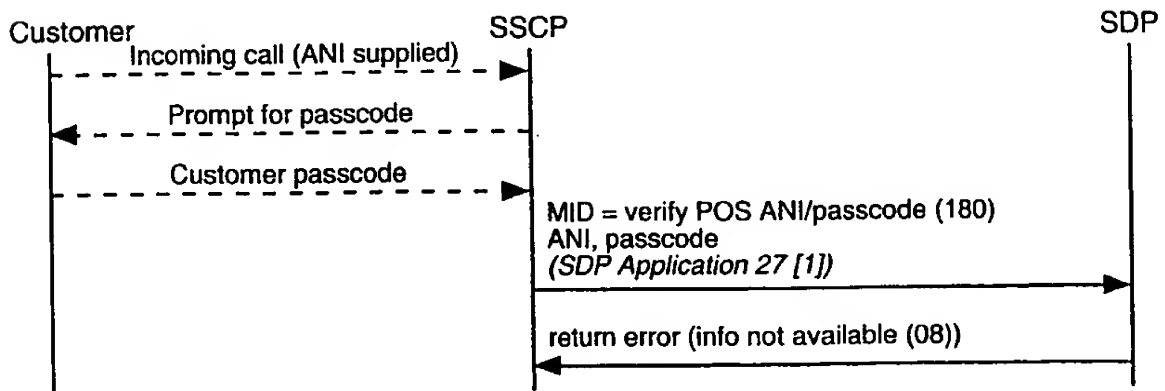 Customer
SSCP
SDP
Incoming call (ANI supplied)
Prompt for passcode
Customer passcode
MID = verify POS ANI/passcode (180)
ANI, passcode
(SDP Application 27 [1])
return error (info not available (08))